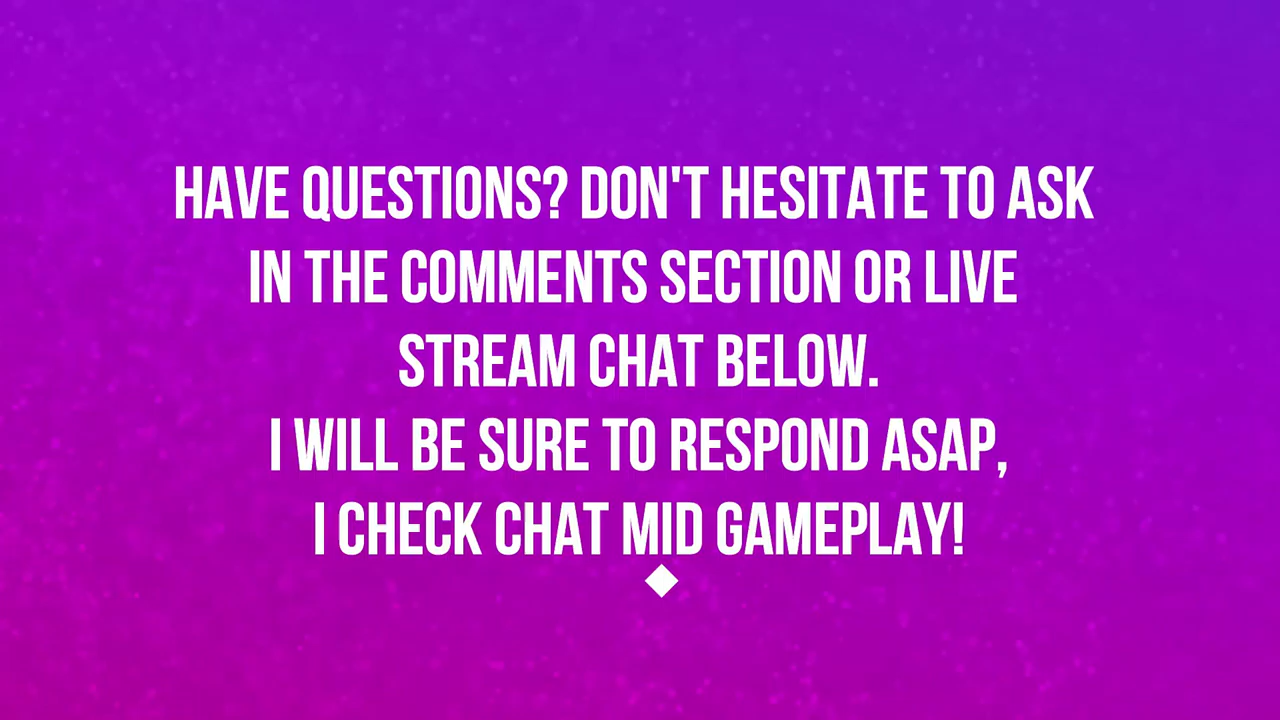 HAVE QUESTIONS? DON'T HESITATE TO ASK
IN THE COMMENTS SECTION OR LIVE
STREAM CHAT BELOW.
I WILL BE SURE TO RESPOND ASAP,
I CHECK CHAT MID GAMEPLAY!